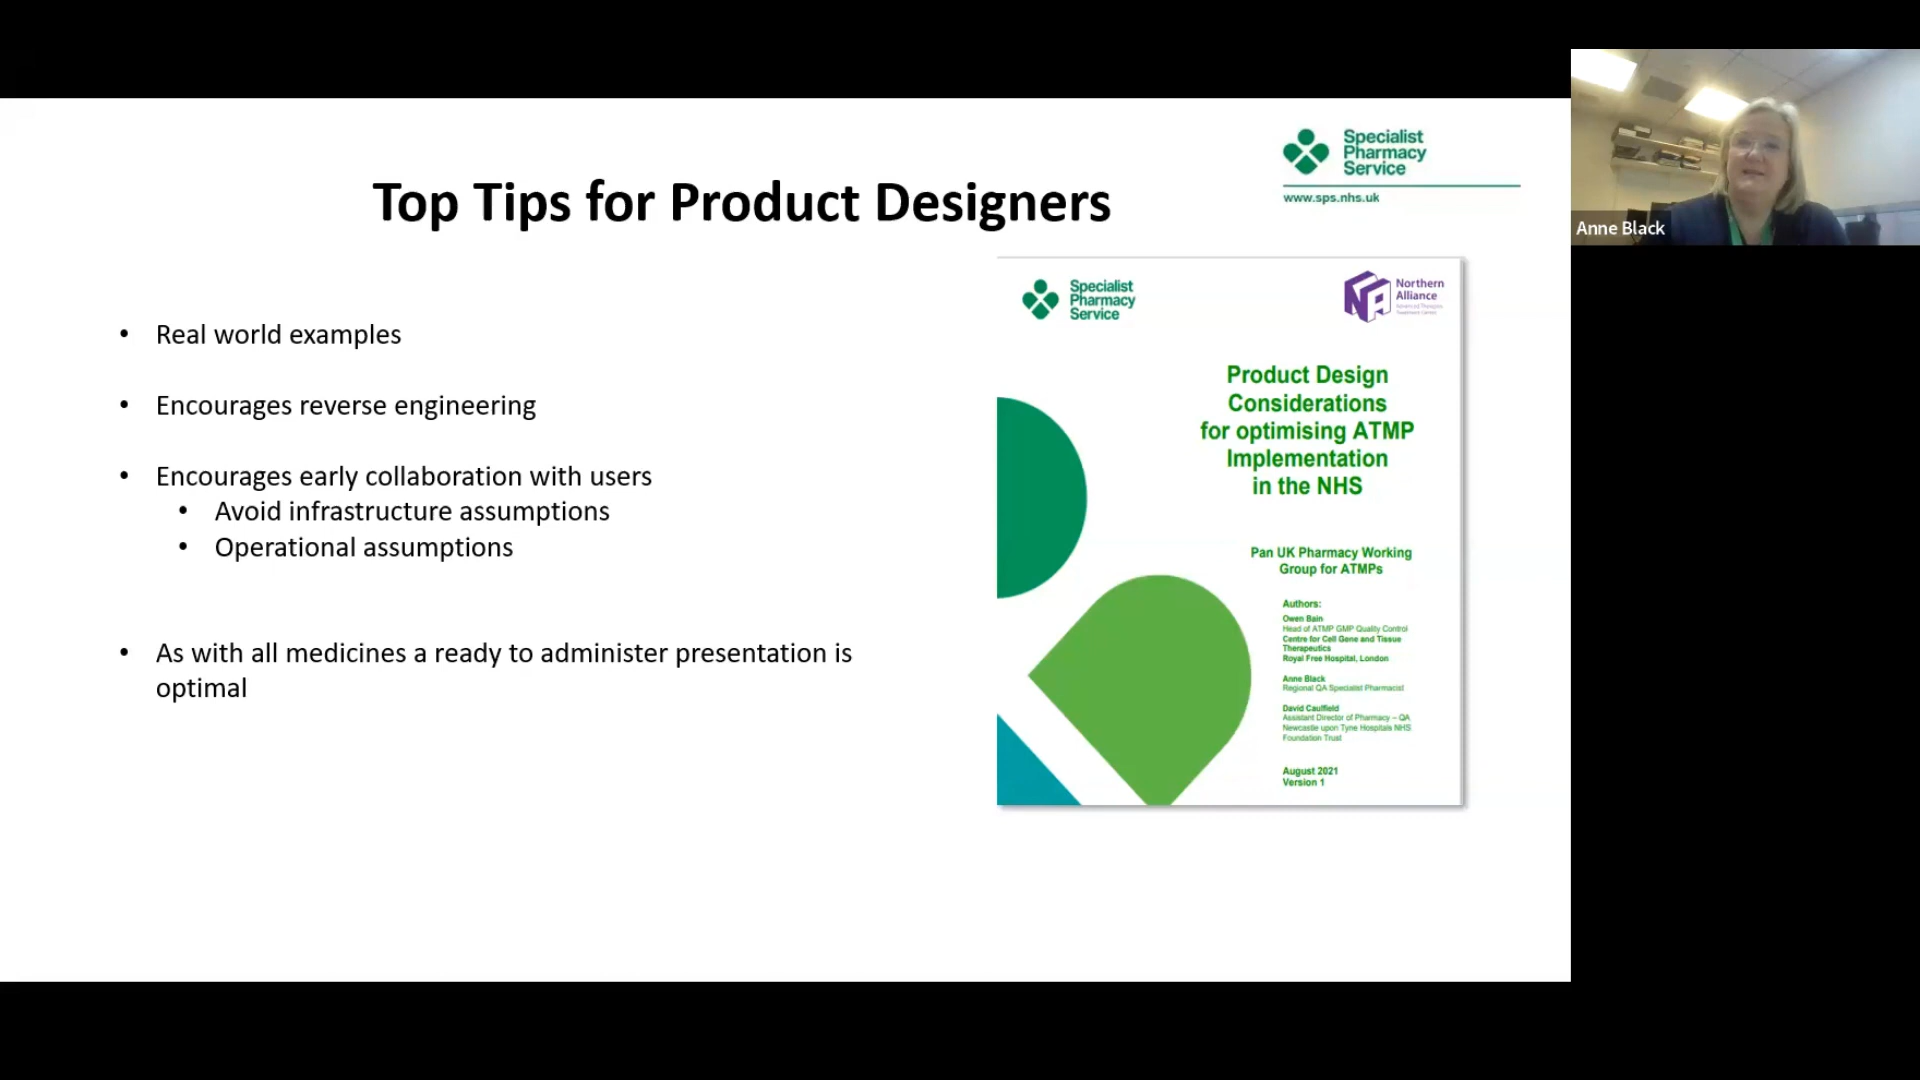 Specialist
Pharmacy
Service
www.sps.nhs.uk
Anne Black
Top Tips for Product Designers
• Real world examples
• Encourages reverse engineering
• Encourages early collaboration with users
• Avoid infrastructure assumptions
• Operational assumptions
• As with all medicines a ready to administer presentation is
optimal
Specialist
Pharmacy
Service
NA
Northern
Alliance
Advanced Therapies
Treatment Centre
Product Design
Considerations
for optimising ATMP
Implementation
in the NHS
Pan UK Pharmacy Working
Group for ATMPs
Authors:
Owen Bain
Head of ATMP GMP Quality Control
Centre for Cell Gene and Tissue
Therapeutics
Royal Free Hospital, London
Anne Black
Regional QA Specialist Pharmacist
David Caulfield
Assistant Director of Pharmacy – QA
Newcastle upon Tyne Hospitals NHS
Foundation Trust
August 2021
Version 1